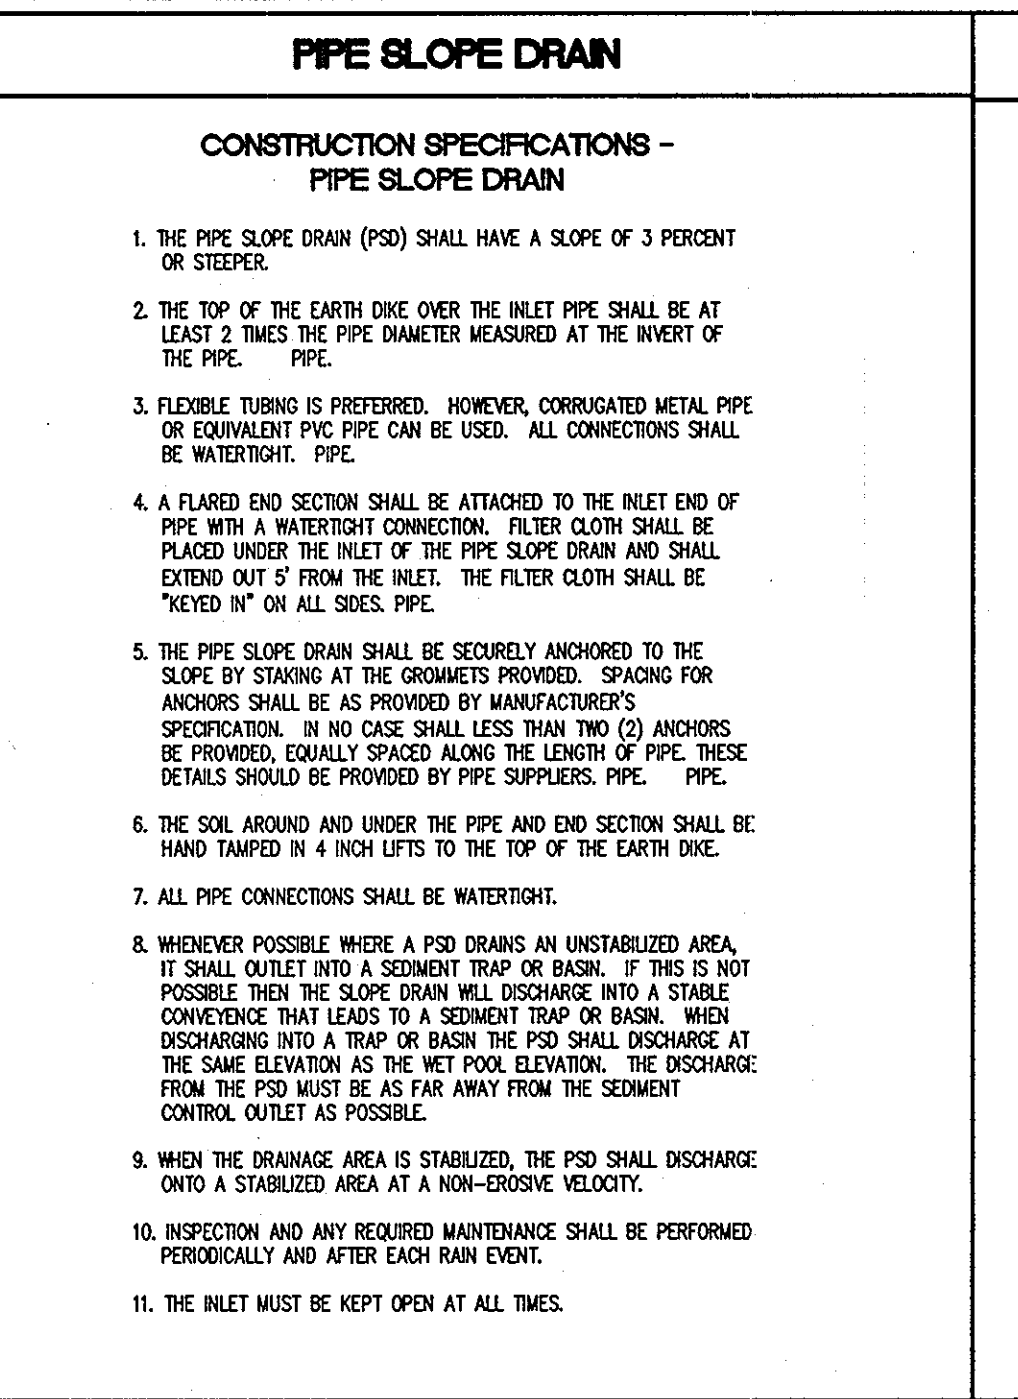 PIPE SLOPE DRAIN
CONSTRUCTION SPECIFICATIONS -
PIPE SLOPE DRAIN
1. THE PIPE SLOPE DRAIN (PSD) SHALL HAVE A SLOPE OF 3 PERCENT
OR STEEPER.
2. THE TOP OF THE EARTH DIKE OVER THE INLET PIPE SHALL BE AT
LEAST 2 TIMES THE PIPE DIAMETER MEASURED AT THE INVERT OF
THE PIPE. PIPE.
3. FLEXIBLE TUBING IS PREFERRED. HOWEVER, CORRUGATED METAL PIPE
OR EQUIVALENT PVC PIPE CAN BE USED. ALL CONNECTIONS SHALL
BE WATERTIGHT. PIPE.
4. A FLARED END SECTION SHALL BE ATTACHED TO THE INLET END OF
PIPE WITH A WATERTIGHT CONNECTION. FILTER CLOTH SHALL BE
PLACED UNDER THE INLET OF THE PIPE SLOPE DRAIN AND SHALL
EXTEND OUT 5' FROM THE INLET. THE FILTER CLOTH SHALL BE
"KEYED IN" ON ALL SIDES. PIPE.
5. THE PIPE SLOPE DRAIN SHALL BE SECURELY ANCHORED TO THE
SLOPE BY STAKING AT THE GROMMETS PROVIDED. SPACING FOR
ANCHORS SHALL BE AS PROVIDED BY MANUFACTURER'S
SPECIFICATION. IN NO CASE SHALL LESS THAN TWO (2) ANCHORS
BE PROVIDED, EQUALLY SPACED ALONG THE LENGTH OF PIPE. THESE
DETAILS SHOULD BE PROVIDED BY PIPE SUPPLIERS. PIPE. PIPE.
6. THE SOIL AROUND AND UNDER THE PIPE AND END SECTION SHALL BE
HAND TAMPED IN 4 INCH LIFTS TO THE TOP OF THE EARTH DIKE.
7. ALL PIPE CONNECTIONS SHALL BE WATERTIGHT.
8. WHENEVER POSSIBLE WHERE A PSD DRAINS AN UNSTABILIZED AREA,
IT SHALL OUTLET INTO A SEDIMENT TRAP OR BASIN. IF THIS IS NOT
POSSIBLE THEN THE SLOPE DRAIN WILL DISCHARGE INTO A STABLE
CONVEYENCE THAT LEADS TO A SEDIMENT TRAP OR BASIN. WHEN
DISCHARGING INTO A TRAP OR BASIN THE PSD SHALL DISCHARGE AT
THE SAME ELEVATION AS THE WET POOL ELEVATION. THE DISCHARGE
FROM THE PSD MUST BE AS FAR AWAY FROM THE SEDIMENT
CONTROL OUTLET AS POSSIBLE.
9. WHEN THE DRAINAGE AREA IS STABILIZED, THE PSD SHALL DISCHARGE
ONTO A STABILIZED AREA AT A NON-EROSIVE VELOCITY.
10. INSPECTION AND ANY REQUIRED MAINTENANCE SHALL BE PERFORMED
PERIODICALLY AND AFTER EACH RAIN EVENT.
11. THE INLET MUST BE KEPT OPEN AT ALL TIMES.